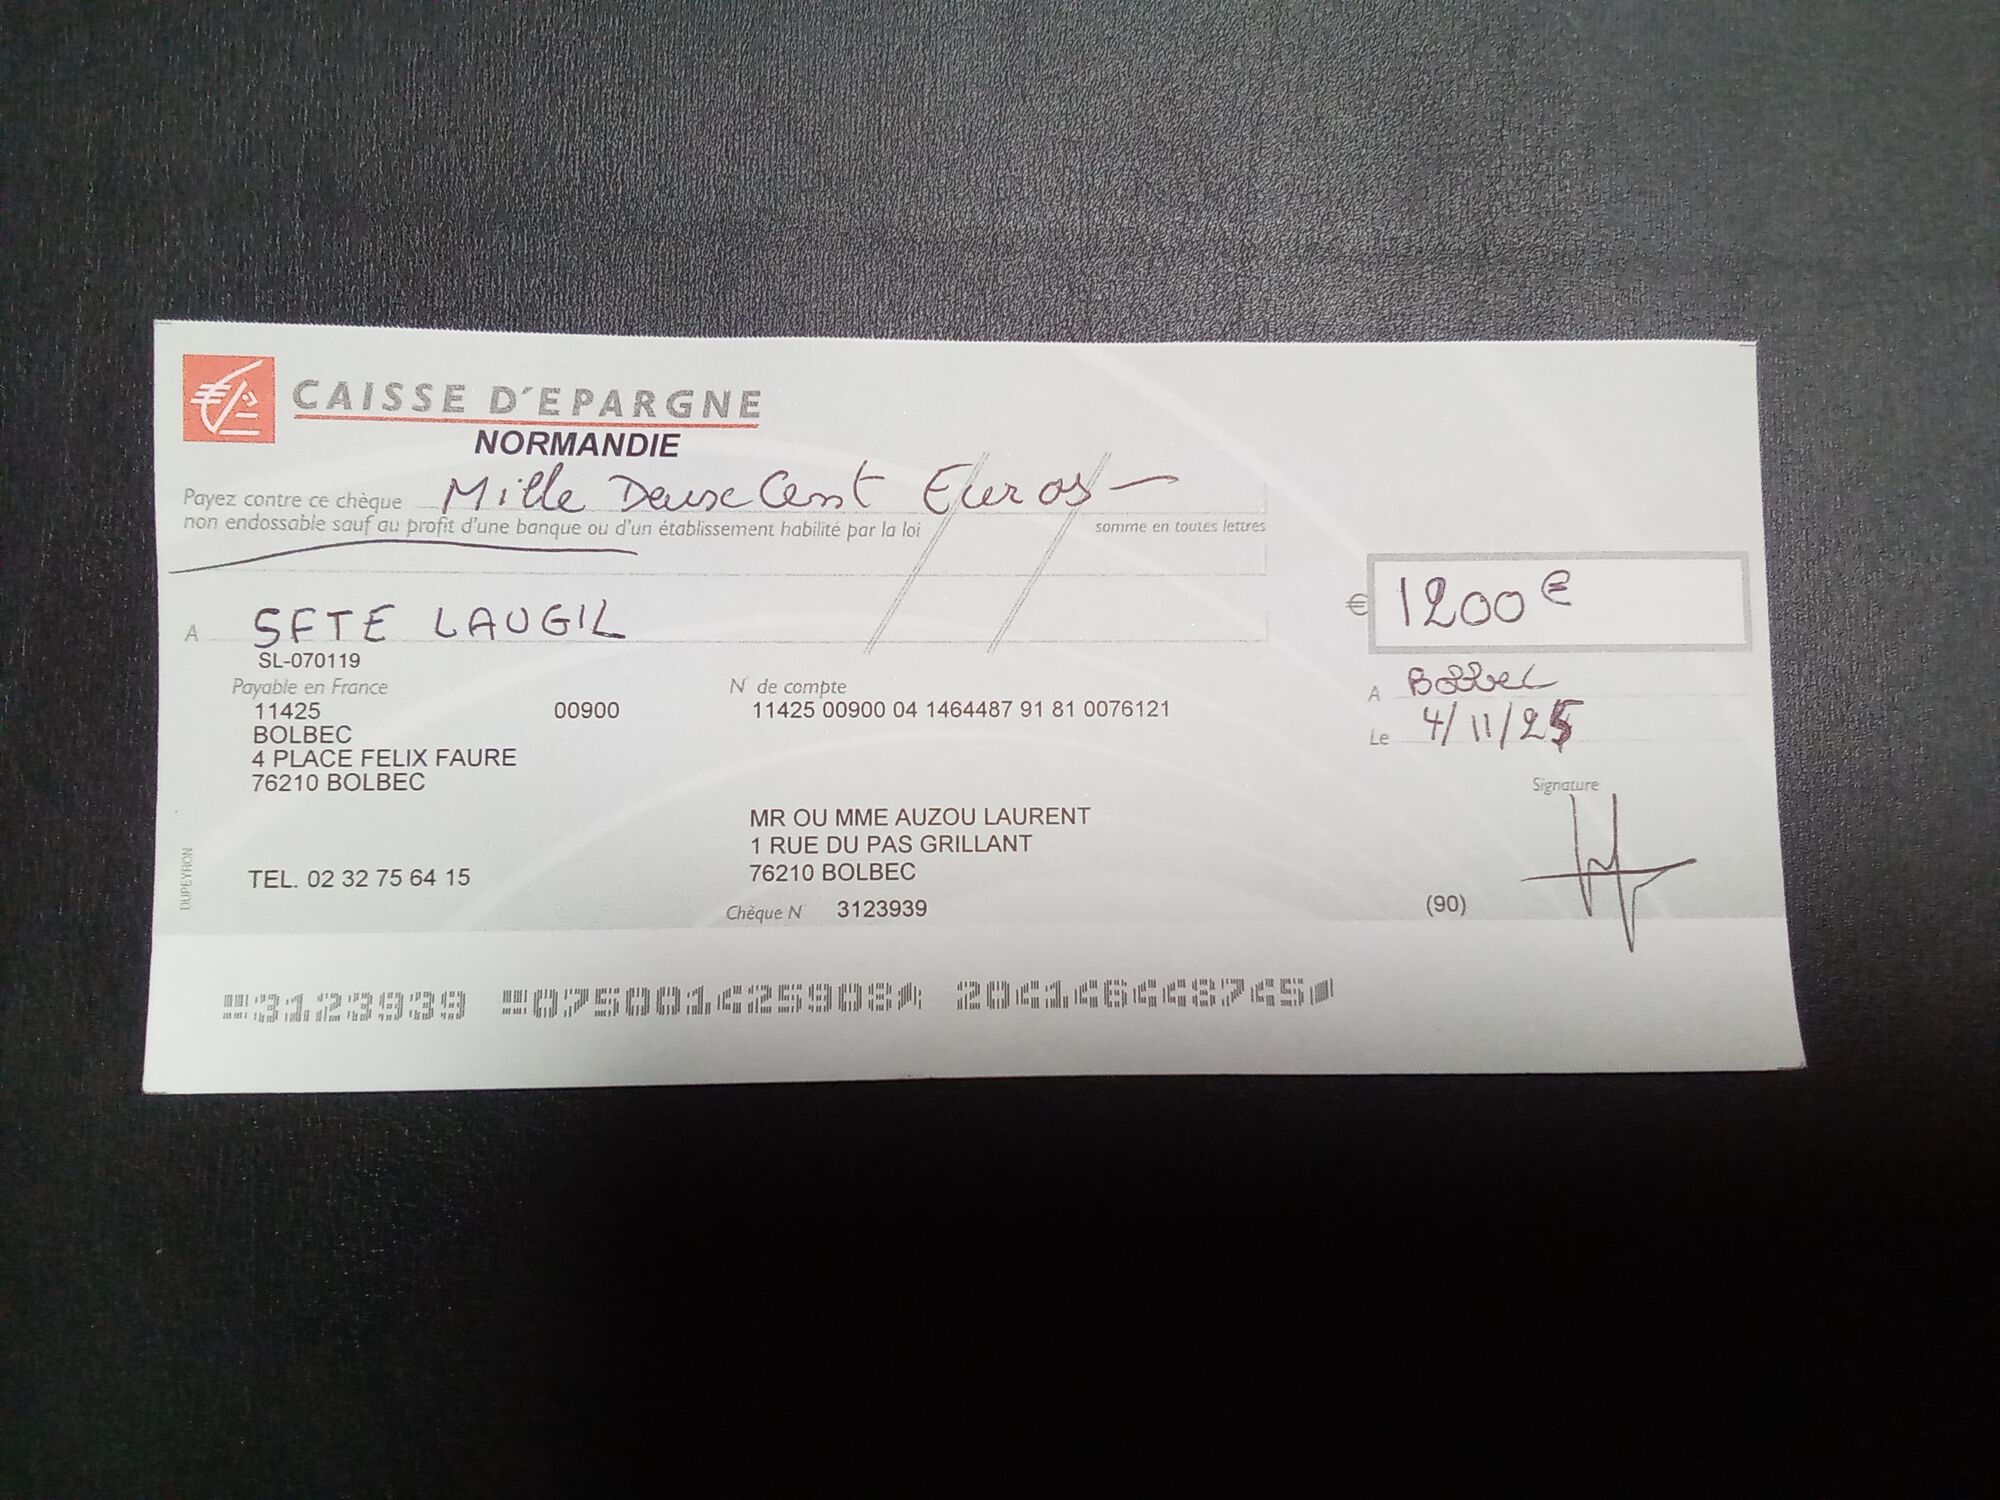 CAISSE D'EPARGNE
NORMANDIE
Payez contre ce chèque Mille Deux Cent Euros —
non endossable sauf au profit d'une banque ou d'un établissement habilité par la loi somme en toutes lettres
€ 1200 €
A SFTE LAUGIL
SL-070119
A Bolbec
Payable en France N° de compte
11425 00900 11425 00900 04 1464487 91 81 0076121
Le 4/11/25
BOLBEC
4 PLACE FELIX FAURE
76210 BOLBEC
Signature
MR OU MME AUZOU LAURENT
1 RUE DU PAS GRILLANT
76210 BOLBEC
TEL. 02 32 75 64 15
DUPEYRON
Chèque N° 3123939 (90)
3123939 075001425908 204146448745